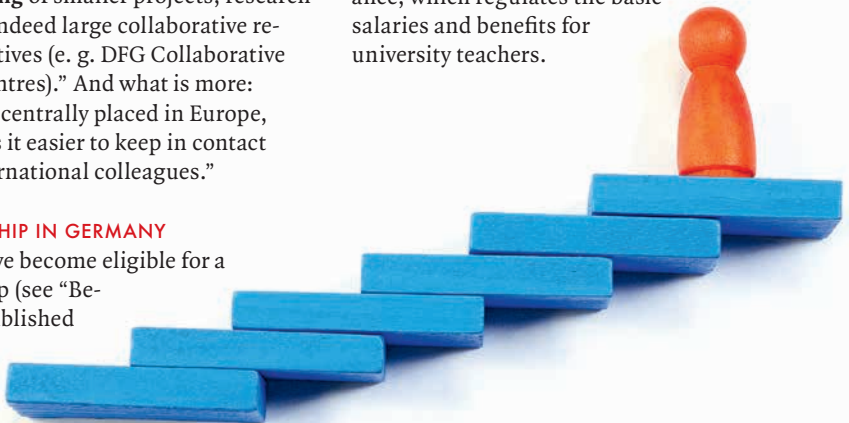 of smaller projects, research
ndeed large collaborative re-
tives (e. g. DFG Collaborative
ntres).” And what is more:
centrally placed in Europe,
it easier to keep in contact
rnational colleagues.”
HIP IN GERMANY
ve become eligible for a
p (see “Be-
blished
ance, which regulates the basic
salaries and benefits for
university teachers.